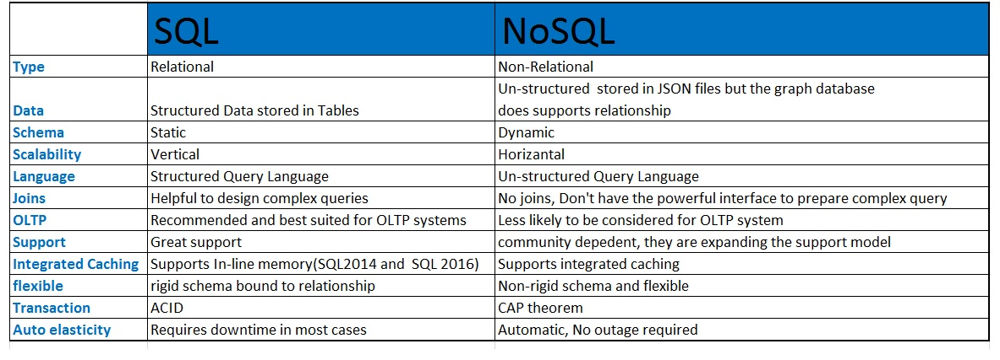 SQL NoSQL
Type Relational Non-Relational
Un-structured  stored in JSON files but the graph database
Data Structured Data stored in Tables does supports relationship
Schema Static Dynamic
Scalability Vertical Horizantal
Language Structured Query Language Un-structured Query Language
Joins Helpful to design complex queries No joins, Don't have the powerful interface to prepare complex query
OLTP Recommended and best suited for OLTP systems Less likely to be considered for OLTP system
Support Great support community depedent, they are expanding the support model
Integrated Caching Supports In-line memory(SQL2014 and  SQL 2016) Supports integrated caching
flexible rigid schema bound to relationship Non-rigid schema and flexible
Transaction ACID CAP theorem
Auto elasticity Requires downtime in most cases Automatic, No outage required